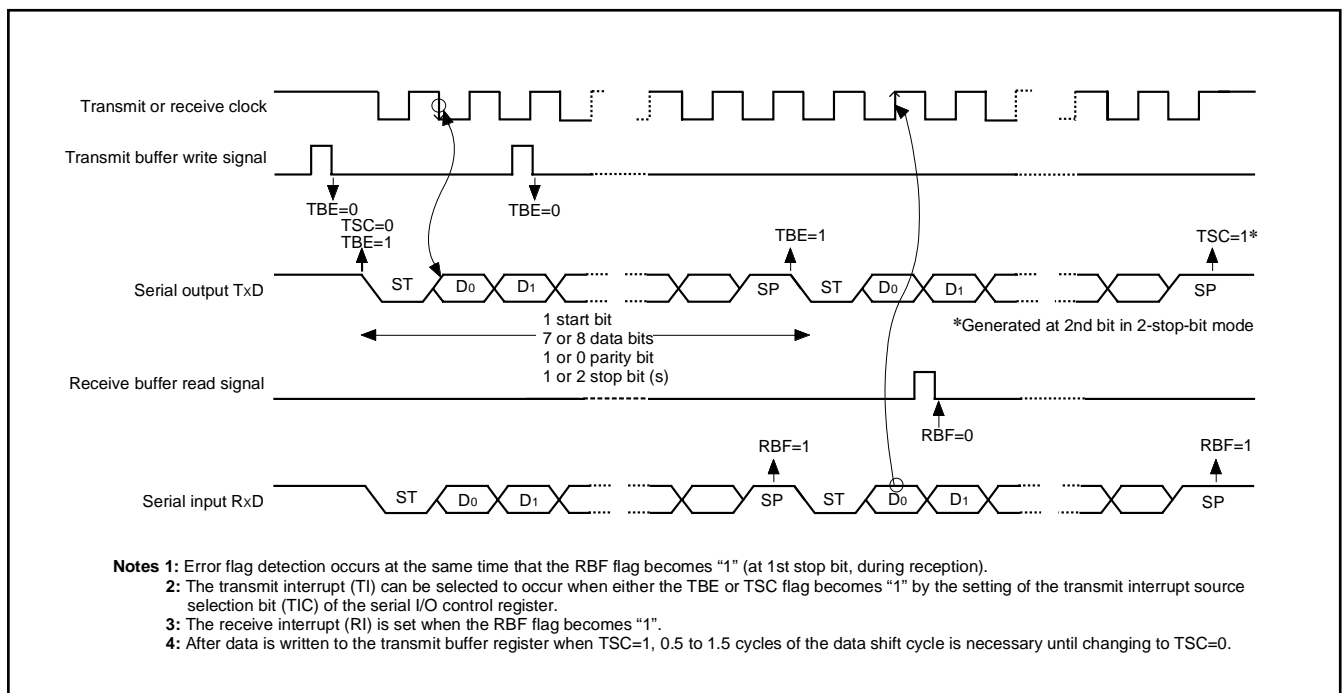 Transmit or receive clock
Transmit buffer write signal
TBE=0
TSC=0
TBE=1
TBE=0
TBE=1
TSC=1*
Serial output TxD
ST
D0
D1
SP
ST
D0
D1
SP
1 start bit
7 or 8 data bits
1 or 0 parity bit
1 or 2 stop bit (s)
*Generated at 2nd bit in 2-stop-bit mode
Receive buffer read signal
RBF=0
RBF=1
RBF=1
Serial input RxD
ST
D0
D1
SP
ST
D0
D1
SP
Notes 1: Error flag detection occurs at the same time that the RBF flag becomes “1” (at 1st stop bit, during reception).
2: The transmit interrupt (TI) can be selected to occur when either the TBE or TSC flag becomes “1” by the setting of the transmit interrupt source
selection bit (TIC) of the serial I/O control register.
3: The receive interrupt (RI) is set when the RBF flag becomes “1”.
4: After data is written to the transmit buffer register when TSC=1, 0.5 to 1.5 cycles of the data shift cycle is necessary until changing to TSC=0.